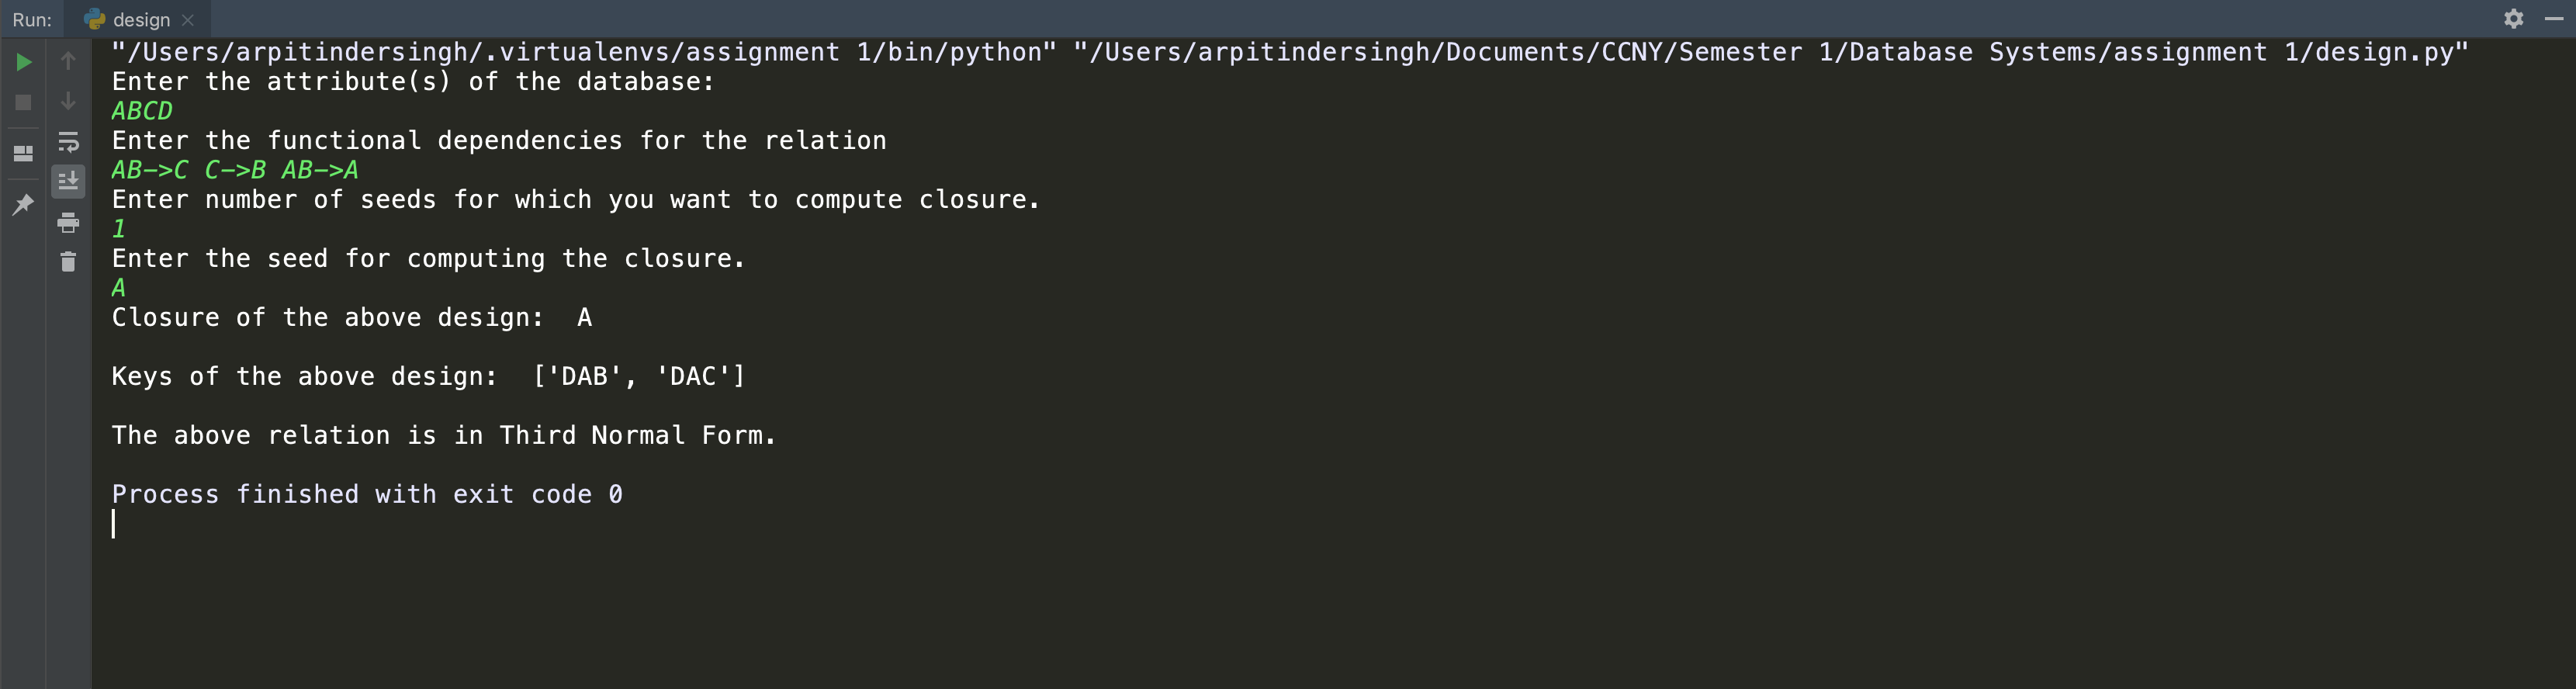 Run: design
"/Users/arpitindersingh/.virtualenvs/assignment 1/bin/python" "/Users/arpitindersingh/Documents/CCNY/Semester 1/Database Systems/assignment 1/design.py"
Enter the attribute(s) of the database:
ABCD
Enter the functional dependencies for the relation
AB->C C->B AB->A
Enter number of seeds for which you want to compute closure.
1
Enter the seed for computing the closure.
A
Closure of the above design:  A
Keys of the above design:  ['DAB', 'DAC']
The above relation is in Third Normal Form.
Process finished with exit code 0